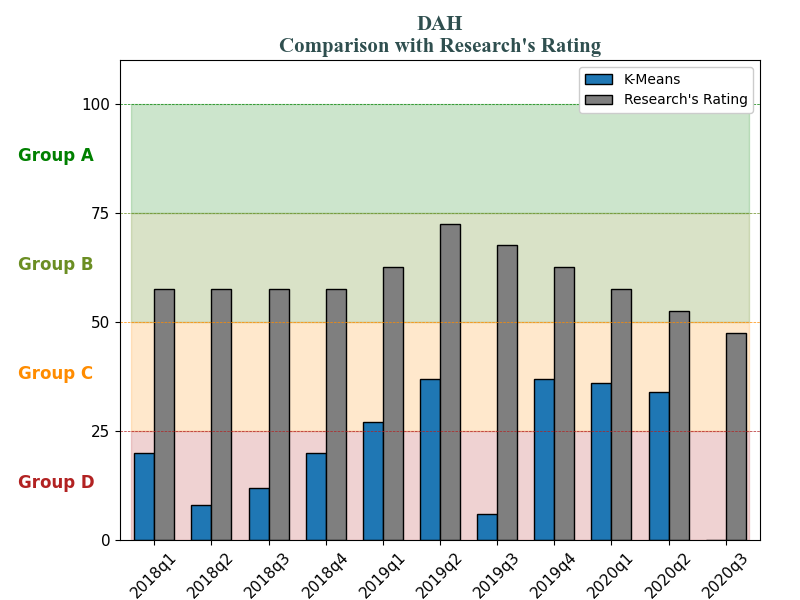 DAH
Comparison with Research's Rating
K-Means
Research's Rating
100
Group A
75
Group B
50
Group C
25
Group D
0
2018q1
2018q2
2018q3
2018q4
2019q1
2019q2
2019q3
2019q4
2020q1
2020q2
2020q3